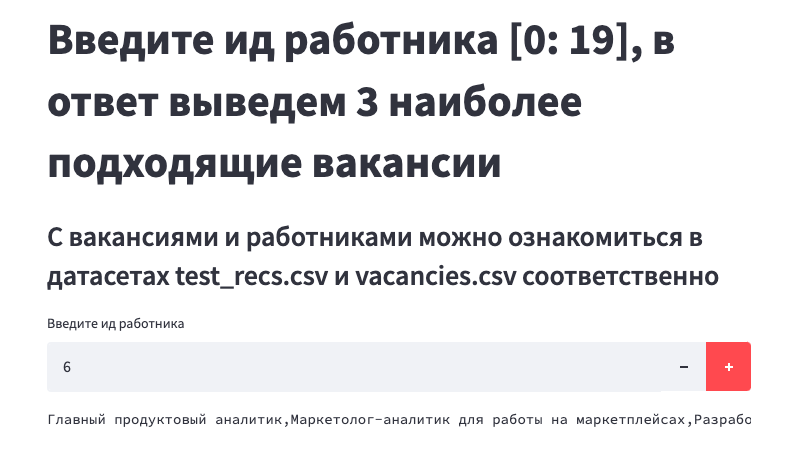 Введите ид работника [0: 19], в
ответ выведем 3 наиболее
подходящие вакансии
С вакансиями и работниками можно ознакомиться в
датасетах test_recs.csv и vacancies.csv соответственно
Введите ид работника
6 − +
Главный продуктовый аналитик,Маркетолог-аналитик для работы на маркетплейсах,Разрабо